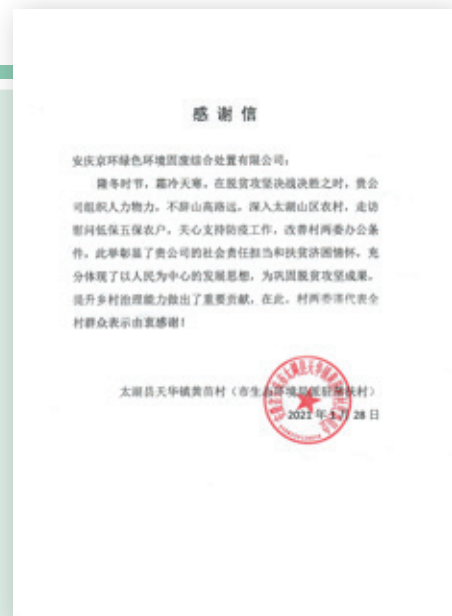 感谢信
安庆京环绿色环境固废综合处置有限公司：
隆冬时节，霜冷天寒。在脱贫攻坚决战决胜之时，贵公
司组织人力物力，不辞山高路远，深入太湖山区农村，走访
慰问低保五保农户，关心支持防疫工作，改善村两委办公条
件。此举彰显了贵公司的社会责任担当和扶贫济困情怀，充
分体现了以人民为中心的发展思想，为巩固脱贫攻坚成果，
提升乡村治理能力做出了重要贡献，在此，村两委谨代表全
村群众表示由衷感谢！
太湖县天华镇黄苗村（市生态环境局派驻帮扶村）
2021年1月28日